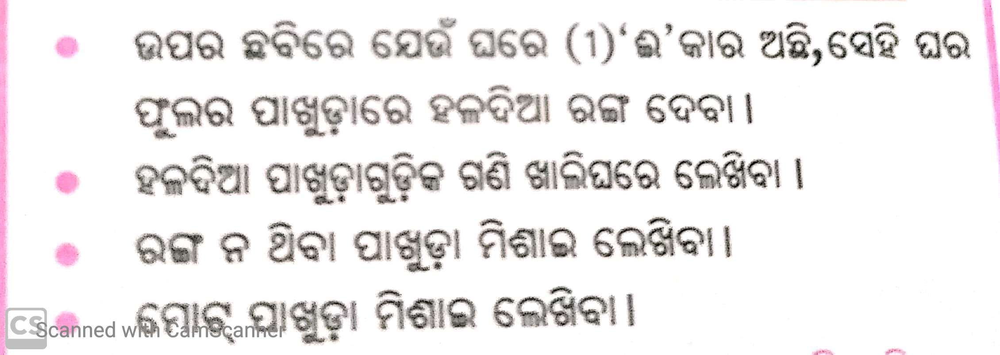 • ଉପର ଛବିରେ ଯେଉଁ ଘରେ (1)‘ଈ’କାର ଅଛି,ସେହି ଘର
ଫୁଲର ପାଖୁଡ଼ାରେ ହଳଦିଆ ରଙ୍ଗ ଦେବା।
• ହଳଦିଆ ପାଖୁଡ଼ାଗୁଡ଼ିକ ଗଣି ଖାଲିଘରେ ଲେଖିବା ।
• ରଙ୍ଗ ନ ଥିବା ପାଖୁଡ଼ା ମିଶାଇ ଲେଖିବା।
• ମୋଟ୍ ପାଖୁଡ଼ା ମିଶାଇ ଲେଖିବା।
CS Scanned with CamScanner